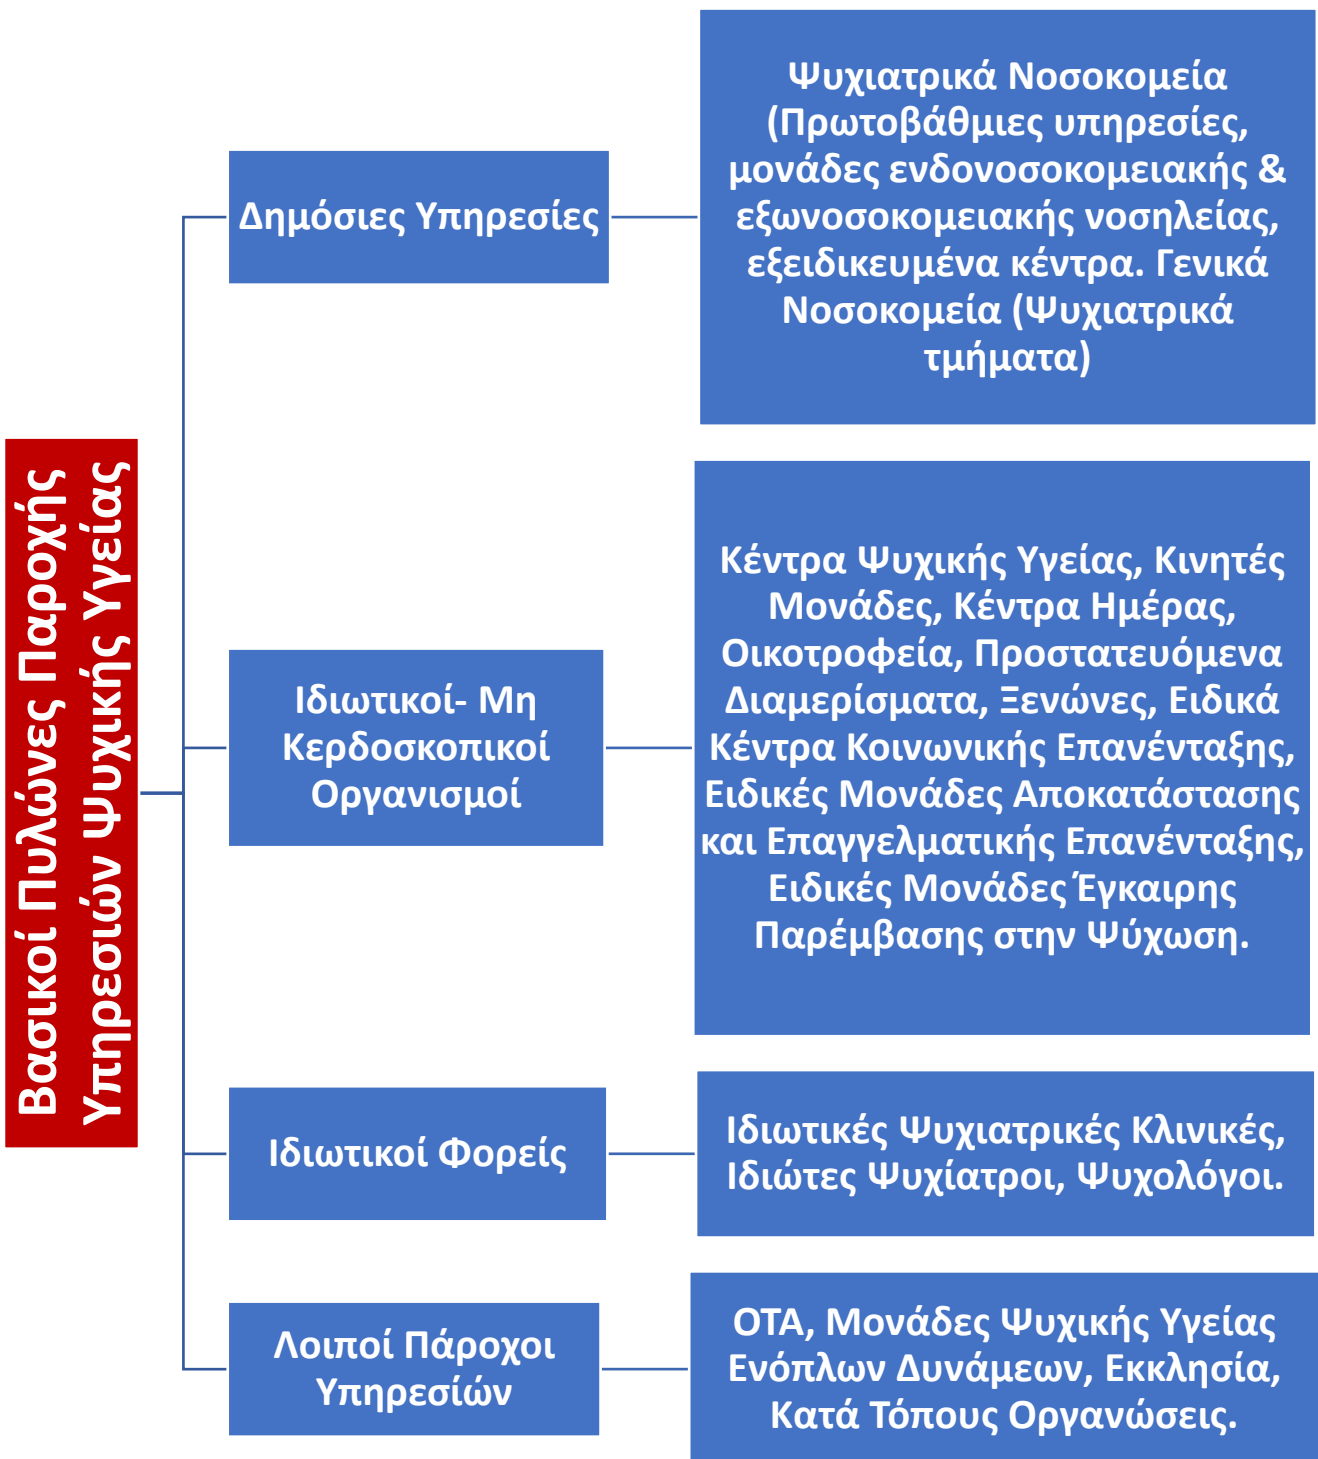 Βασικοί Πυλώνες Παροχής
Υπηρεσιών Ψυχικής Υγείας
Δημόσιες Υπηρεσίες
Ψυχιατρικά Νοσοκομεία
(Πρωτοβάθμιες υπηρεσίες,
μονάδες ενδονοσοκομειακής &
εξωνοσοκομειακής νοσηλείας,
εξειδικευμένα κέντρα. Γενικά
Νοσοκομεία (Ψυχιατρικά
τμήματα)
Ιδιωτικοί- Μη
Κερδοσκοπικοί
Οργανισμοί
Κέντρα Ψυχικής Υγείας, Κινητές
Μονάδες, Κέντρα Ημέρας,
Οικοτροφεία, Προστατευόμενα
Διαμερίσματα, Ξενώνες, Ειδικά
Κέντρα Κοινωνικής Επανένταξης,
Ειδικές Μονάδες Αποκατάστασης
και Επαγγελματικής Επανένταξης,
Ειδικές Μονάδες Έγκαιρης
Παρέμβασης στην Ψύχωση.
Ιδιωτικοί Φορείς
Ιδιωτικές Ψυχιατρικές Κλινικές,
Ιδιώτες Ψυχίατροι, Ψυχολόγοι.
Λοιποί Πάροχοι
Υπηρεσίών
ΟΤΑ, Μονάδες Ψυχικής Υγείας
Ενόπλων Δυνάμεων, Εκκλησία,
Κατά Τόπους Οργανώσεις.